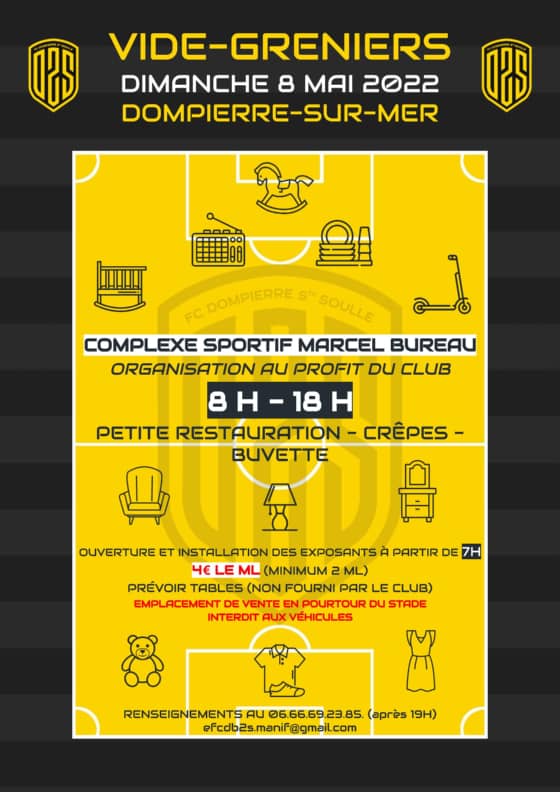 VIDE-GRENIERS
DIMANCHE 8 MAI 2022
DOMPIERRE-SUR-MER
D2S
D2S
FC DOMPIERRE STE SOULLE
COMPLEXE SPORTIF MARCEL BUREAU
ORGANISATION AU PROFIT DU CLUB
8 H - 18 H
PETITE RESTAURATION - CRÊPES -
BUVETTE
OUVERTURE ET INSTALLATION DES EXPOSANTS À PARTIR DE 7H
4€ LE ML (MINIMUM 2 ML)
PRÉVOIR TABLES (NON FOURNI PAR LE CLUB)
EMPLACEMENT DE VENTE EN POURTOUR DU STADE
INTERDIT AUX VÉHICULES
RENSEIGNEMENTS AU 06.66.69.23.85. (après 19H)
efcdb2s.manif@gmail.com